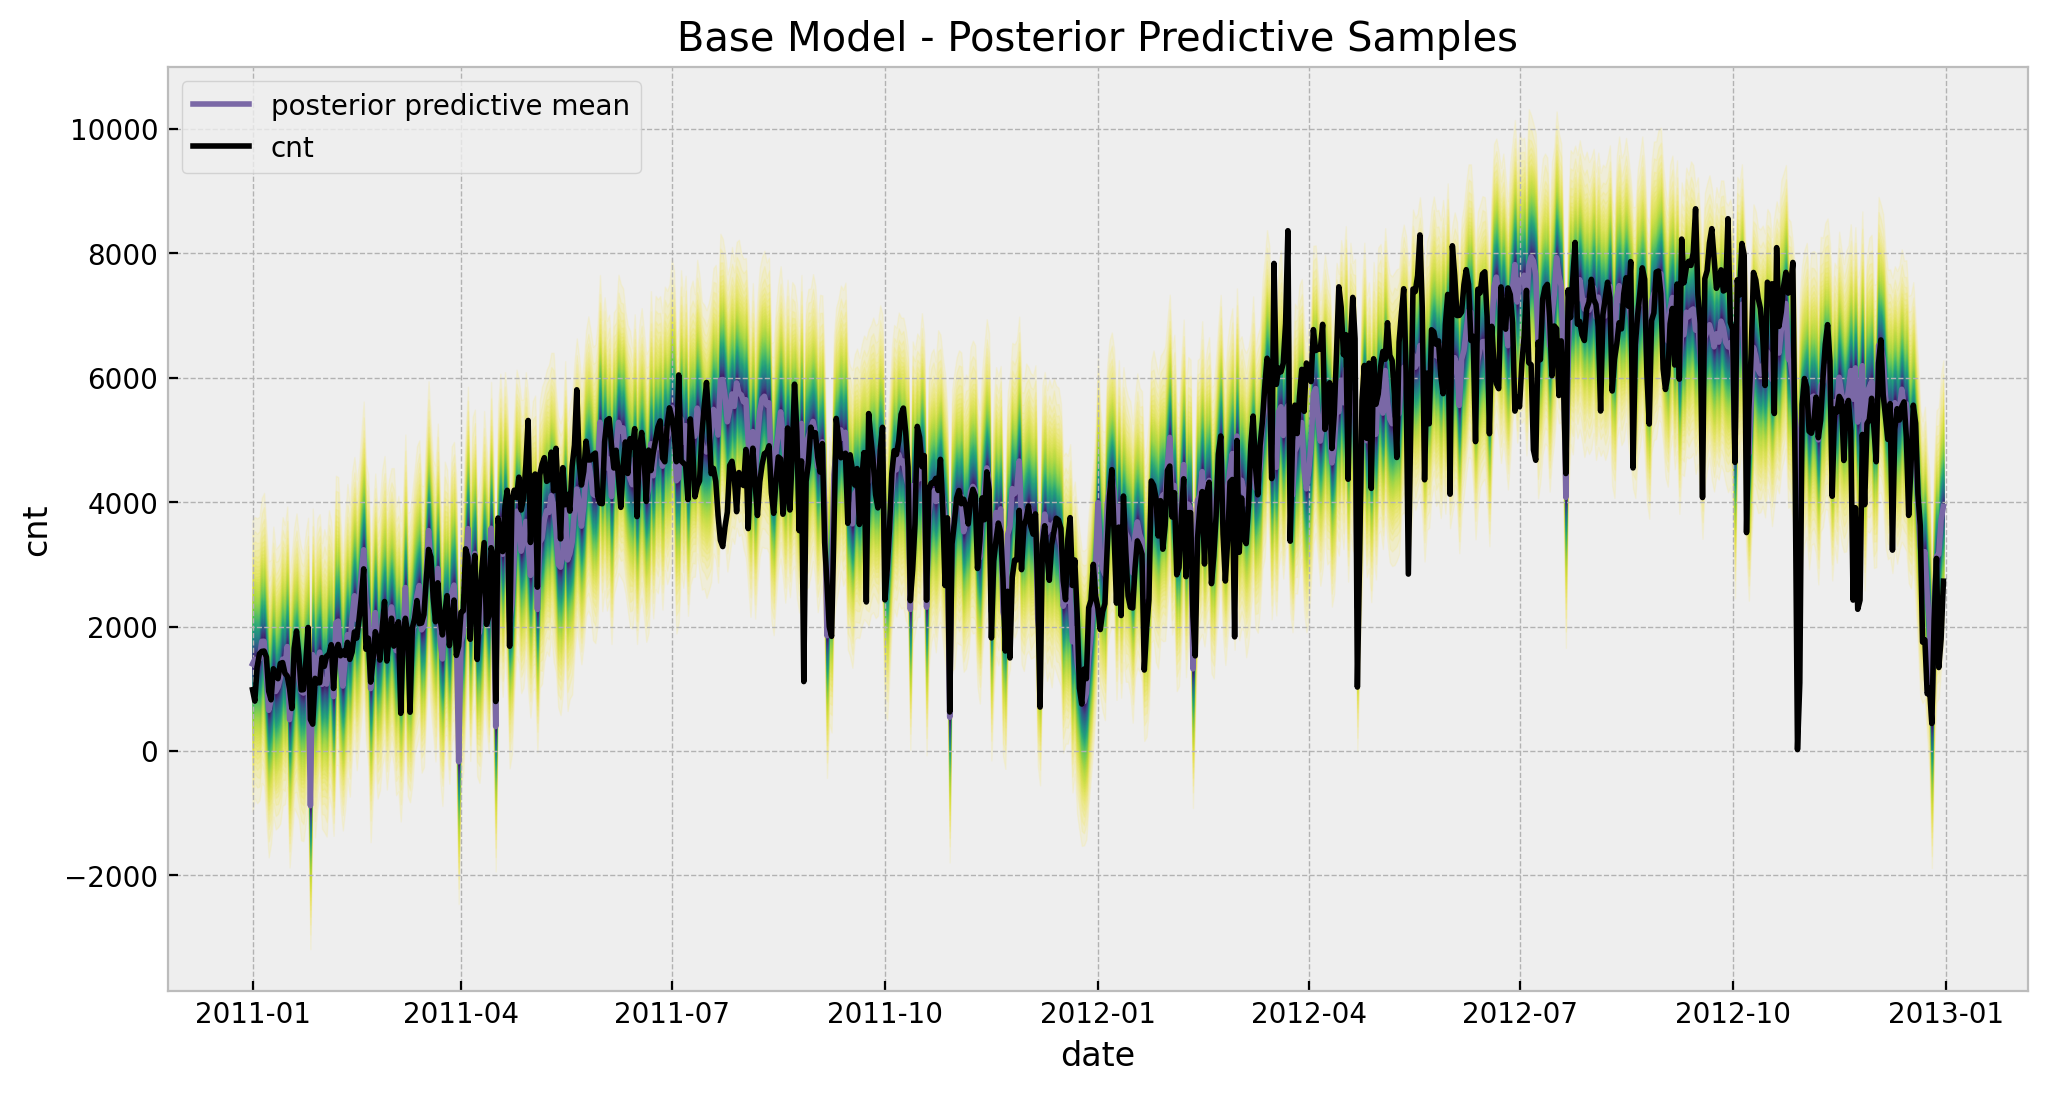 Base Model - Posterior Predictive Samples
posterior predictive mean
cnt
10000
8000
6000
4000
2000
0
−2000
cnt
2011-01 2011-04 2011-07 2011-10 2012-01 2012-04 2012-07 2012-10 2013-01
date